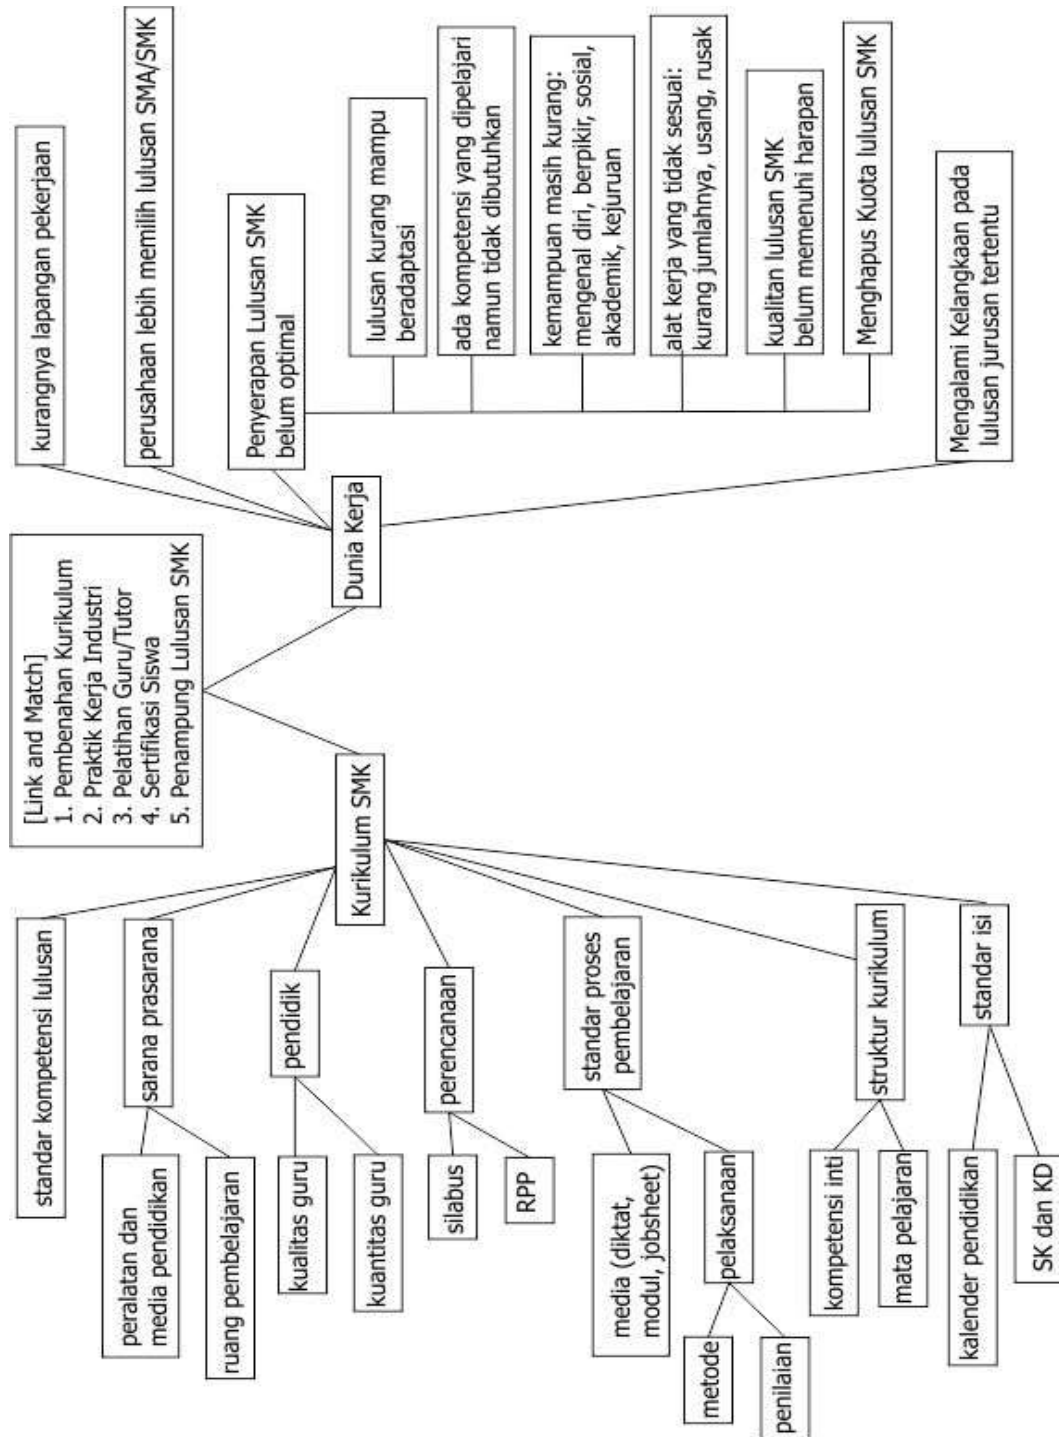 [Link and Match]
1. Pembenahan Kurikulum
2. Praktik Kerja Industri
3. Pelatihan Guru/Tutor
4. Sertifikasi Siswa
5. Penampung Lulusan SMK
Kurikulum SMK
standar kompetensi lulusan
sarana prasarana
peralatan dan
media pendidikan
ruang pembelajaran
pendidik
kualitas guru
kuantitas guru
perencanaan
silabus
RPP
standar proses
pembelajaran
media (diktat,
modul, jobsheet)
pelaksanaan
metode
penilaian
struktur kurikulum
kompetensi inti
mata pelajaran
standar isi
kalender pendidikan
SK dan KD
Dunia Kerja
kurangnya lapangan pekerjaan
perusahaan lebih memilih lulusan SMA/SMK
Penyerapan Lulusan SMK
belum optimal
lulusan kurang mampu
beradaptasi
ada kompetensi yang dipelajari
namun tidak dibutuhkan
kemampuan masih kurang:
mengenal diri, berpikir, sosial,
akademik, kejuruan
alat kerja yang tidak sesuai:
kurang jumlahnya, usang, rusak
kualitan lulusan SMK
belum memenuhi harapan
Menghapus Kuota lulusan SMK
Mengalami Kelangkaan pada
lulusan jurusan tertentu